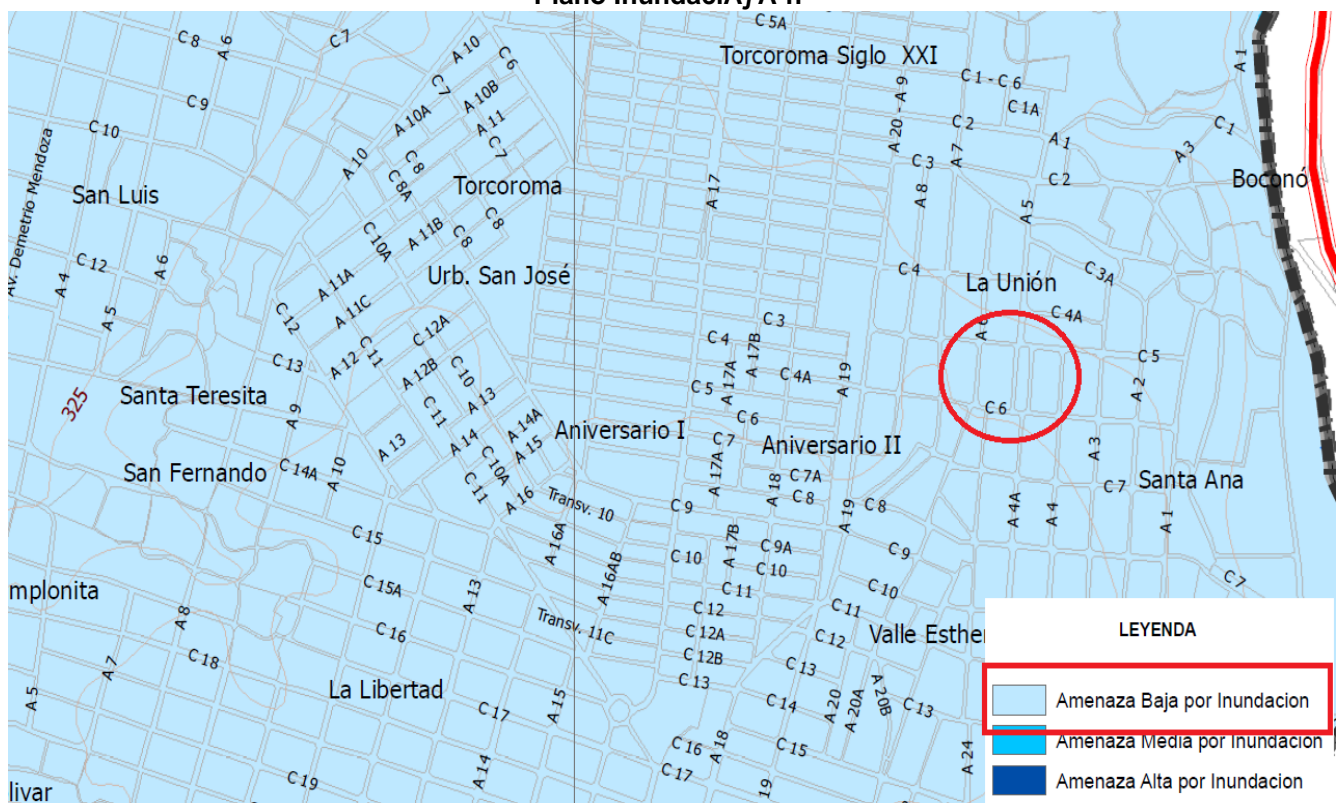 C 5A
C 8
A 6
C 7
A 10
C 6
Torcoroma Siglo XXI
A 1
C 7
A 10B
A 20 - A 9
C 1 - C 6
C 9
A 10A
A 11
C 1A
C 10
C 7
C 2
A 1
C 1
Av. Demetrio Mendoza
A 10
C 8
C 3
A 7
A 3
San Luis
C 8A
Torcoroma
A 17
A 8
C 2
Boconó
A 5
C 8
A 11B
C 8
C 10A
C 12
A 6
Urb. San José
C 4
C 3A
A 4
A 11A
La Unión
A 5
C 12
A 11C
C 3
C 4A
C 12A
C 4
A 17B
A 6
C 13
A 12
C 11
C 10
C 5
A 12B
A 17A
C 4A
A 19
C 5
A 2
Santa Teresita
325
A 9
A 13
C 6
C 6
C 11
A 14A
Aniversario I
C 7
Aniversario II
A 13
A 14
A 15
A 3
San Fernando
C 14A
A 10
C 10A
A 17A
A 18
C 7A
C 7
Santa Ana
C 11
A 16
Transv. 10
C 8
C 9
A 19
C 8
A 4A
A 4
A 1
C 15
A 16A
C 9A
C 9
C 10
A 17B
C 10
mplonita
C 15A
A 13
A 16AB
C 11
C 10
C 7
A 8
C 12
C 11
C 16
Transv. 11C
C 12A
C 12
Valle Esther
LEYENDA
A 7
C 18
C 12B
C 13
A 5
La Libertad
A 15
C 13
A 20B
Amenaza Baja por Inundacion
C 17
C 14
A 20
A 20A
C 13
C 16
A 18
C 15
Amenaza Media por Inundacion
A 14
A 24
C 19
C 17
19
Amenaza Alta por Inundacion
livar